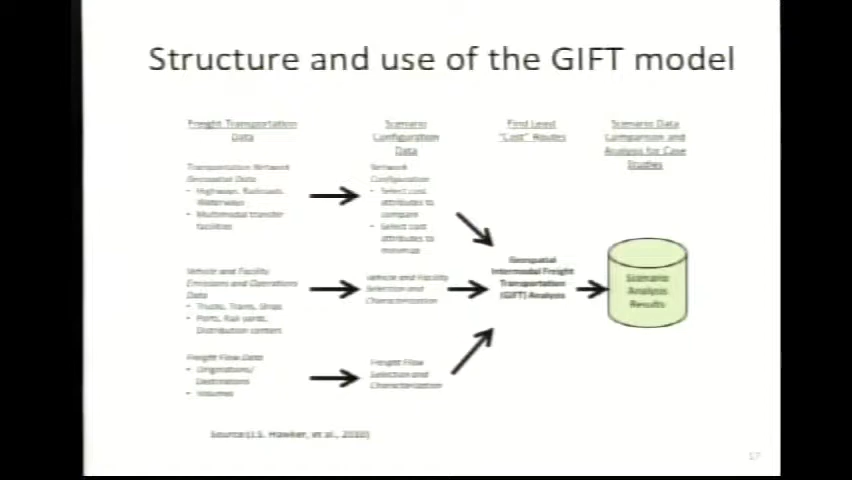 Structure and use of the GIFT model
Freight Transportation
Data
Scenario
Configuration
Data
Find Least
"Cost" Routes
Scenario Data
Comparison and
Analysis for Case
Studies
Transportation Network
Geospatial Data
• Highways, Railroads,
Waterways
• Multimodal transfer
facilities
Network
Configuration
• Select cost
attributes to
compare
• Select cost
attributes to
minimize
Vehicle and Facility
Emissions and Operations
Data
• Trucks, Trains, Ships
• Ports, Rail yards,
Distribution centers
Vehicle and Facility
Selection and
Characterization
Geospatial
Intermodal Freight
Transportation
(GIFT) Analysis
Scenario
Analysis
Results
Freight Flow Data
• Originations/
Destinations
• Volumes
Freight Flow
Selection and
Characterization
Source (J.S. Hawker, et al., 2010)
17